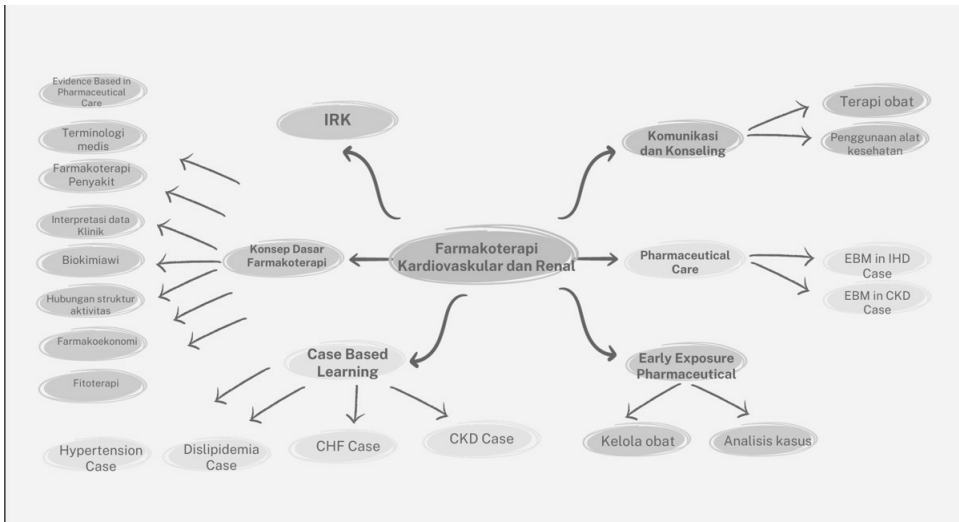 Evidence Based in
Pharmaceutical
Care
Terminologi
medis
Farmakoterapi
Penyakit
Interpretasi data
Klinik
Biokimiawi
Hubungan struktur
aktivitas
Farmakoekonomi
Fitoterapi
IRK
Konsep Dasar
Farmakoterapi
Farmakoterapi
Kardiovaskular dan Renal
Komunikasi
dan Konseling
Terapi obat
Penggunaan alat
kesehatan
Pharmaceutical
Care
EBM in IHD
Case
EBM in CKD
Case
Case Based
Learning
Hypertension
Case
Dislipidemia
Case
CHF Case
CKD Case
Early Exposure
Pharmaceutical
Kelola obat
Analisis kasus